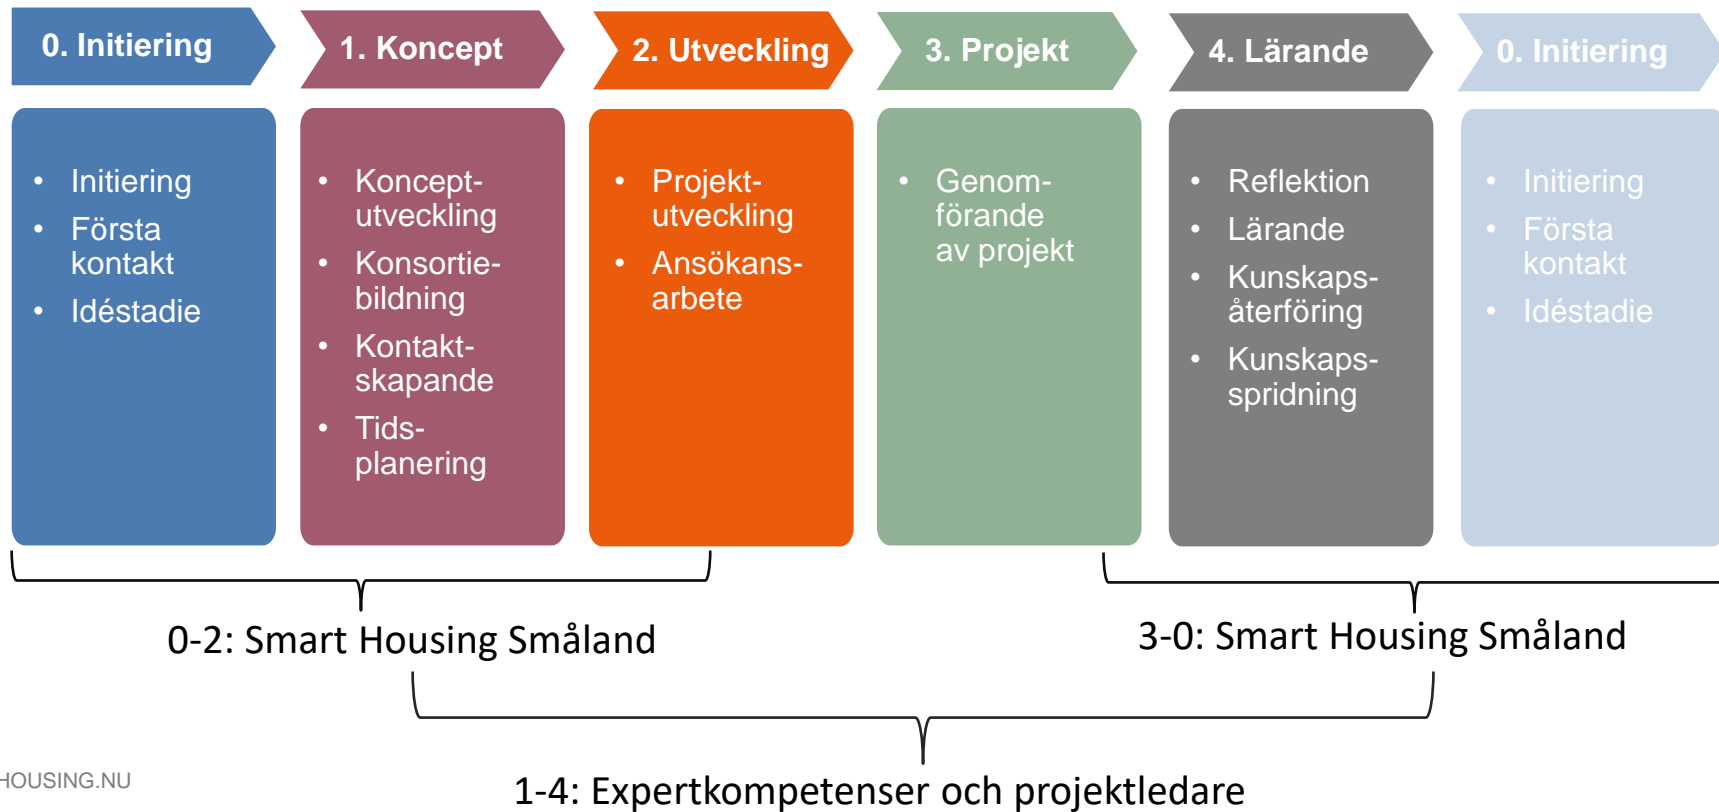 0. Initiering
1. Koncept
2. Utveckling
3. Projekt
4. Lärande
0. Initiering
• Initiering
• Första
kontakt
• Idéstadie
• Koncept-
utveckling
• Konsortie-
bildning
• Kontakt-
skapande
• Tids-
planering
• Projekt-
utveckling
• Ansökans-
arbete
• Genom-
förande
av projekt
• Reflektion
• Lärande
• Kunskaps-
återföring
• Kunskaps-
spridning
• Initiering
• Första
kontakt
• Idéstadie
0-2: Smart Housing Småland
3-0: Smart Housing Småland
1-4: Expertkompetenser och projektledare
HOUSING.NU